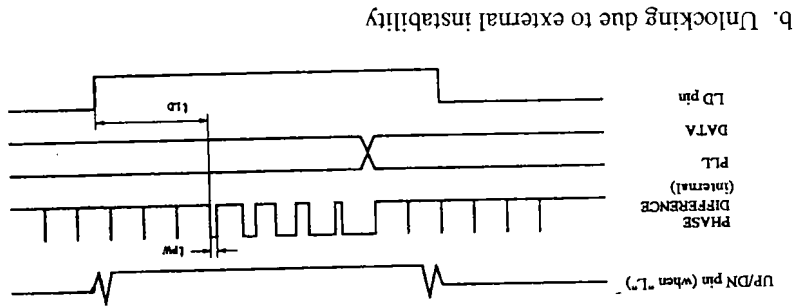 UP/DN pin (when "L")
PHASE
DIFFERENCE
(internal)
tPW
PLL
DATA
tLD
LD pin
b. Unlocking due to external instability